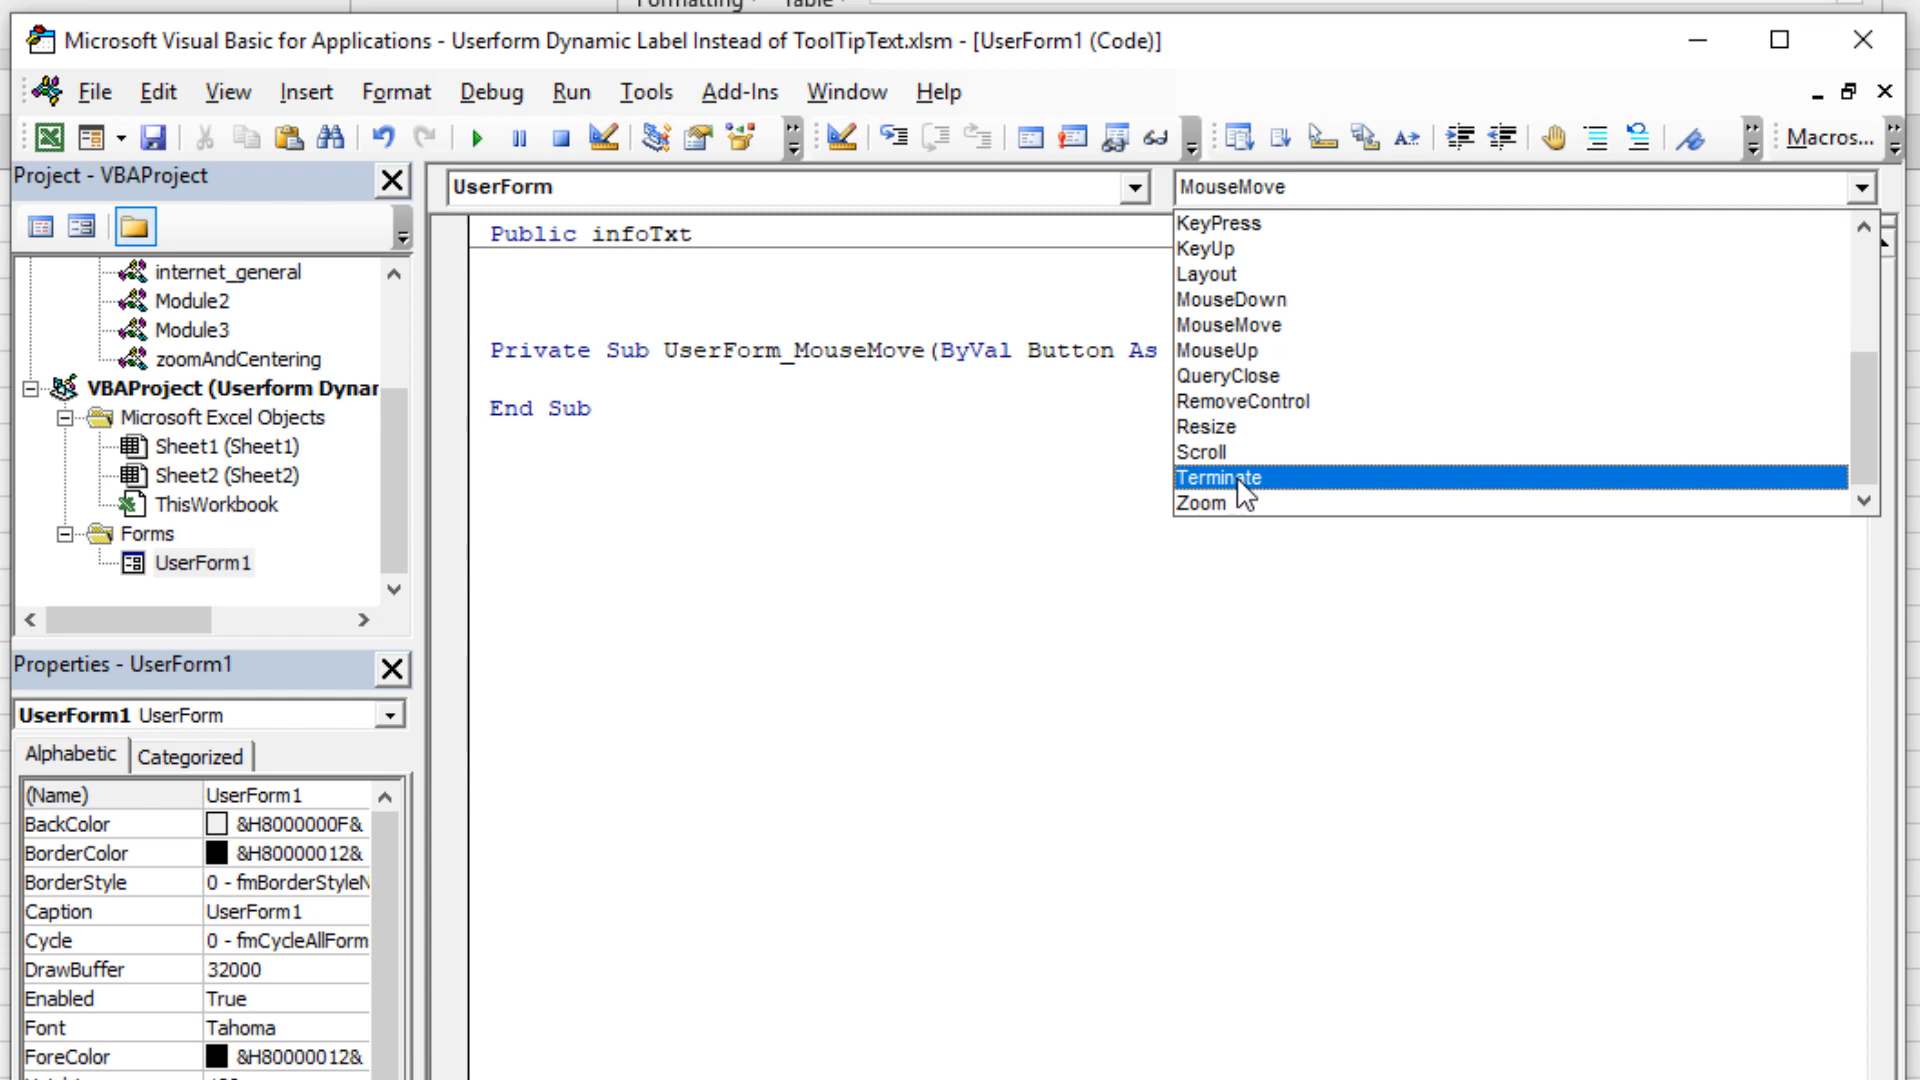 Formatting Table
Microsoft Visual Basic for Applications - Userform Dynamic Label Instead of ToolTipText.xlsm - [UserForm1 (Code)]
File Edit View Insert Format Debug Run Tools Add-Ins Window Help
Macros...
Project - VBAProject
UserForm
MouseMove
internet_general
Module2
Module3
zoomAndCentering
VBAProject (Userform Dynar
Microsoft Excel Objects
Sheet1 (Sheet1)
Sheet2 (Sheet2)
ThisWorkbook
Forms
UserForm1
Public infoTxt
Private Sub UserForm_MouseMove(ByVal Button As
End Sub
KeyPress
KeyUp
Layout
MouseDown
MouseMove
MouseUp
QueryClose
RemoveControl
Resize
Scroll
Terminate
Zoom
Properties - UserForm1
UserForm1 UserForm
Alphabetic Categorized
(Name) UserForm1
BackColor &H8000000F&
BorderColor &H80000012&
BorderStyle 0 - fmBorderStyleN
Caption UserForm1
Cycle 0 - fmCycleAllForm
DrawBuffer 32000
Enabled True
Font Tahoma
ForeColor &H80000012&